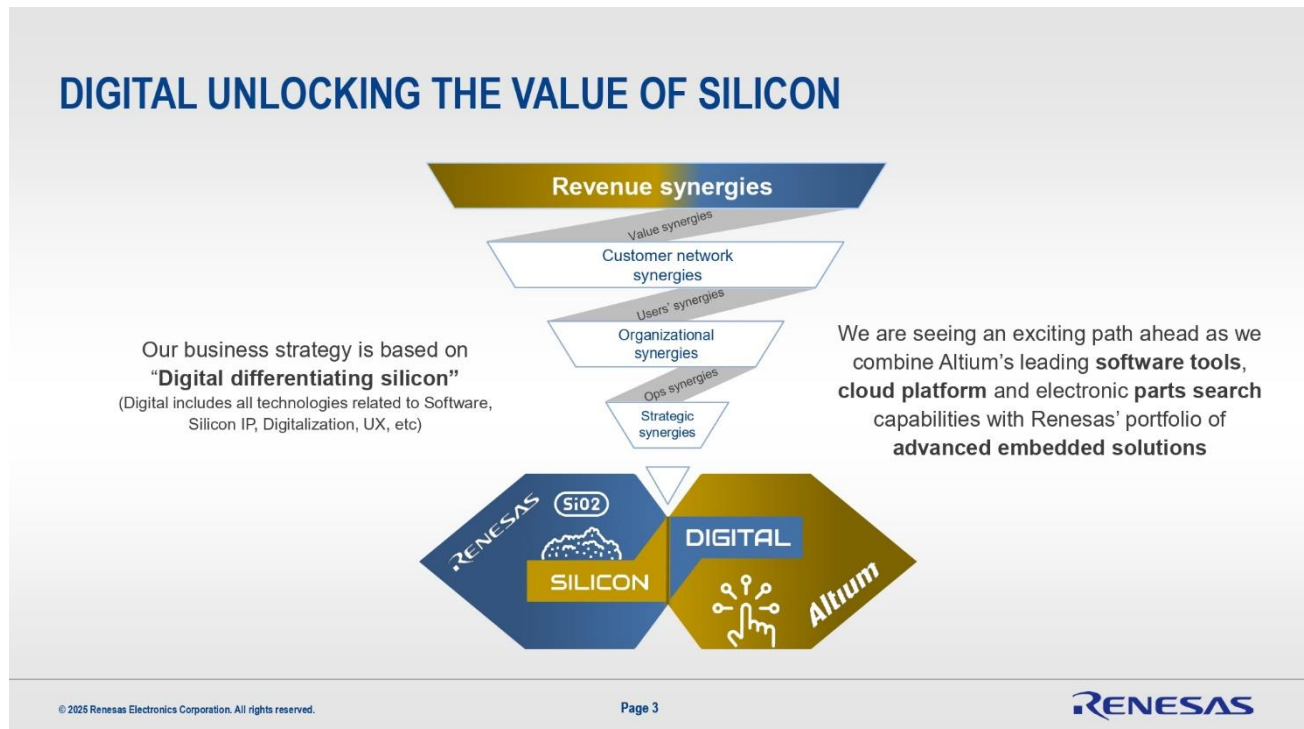 DIGITAL UNLOCKING THE VALUE OF SILICON
Revenue synergies
Value synergies
Customer network
synergies
Users' synergies
Organizational
synergies
Ops synergies
Strategic
synergies
Our business strategy is based on
“Digital differentiating silicon”
(Digital includes all technologies related to Software,
Silicon IP, Digitalization, UX, etc)
We are seeing an exciting path ahead as we
combine Altium’s leading software tools,
cloud platform and electronic parts search
capabilities with Renesas’ portfolio of
advanced embedded solutions
RENESAS
SiO2
SILICON
DIGITAL
Altium
© 2025 Renesas Electronics Corporation. All rights reserved.
Page 3
RENESAS